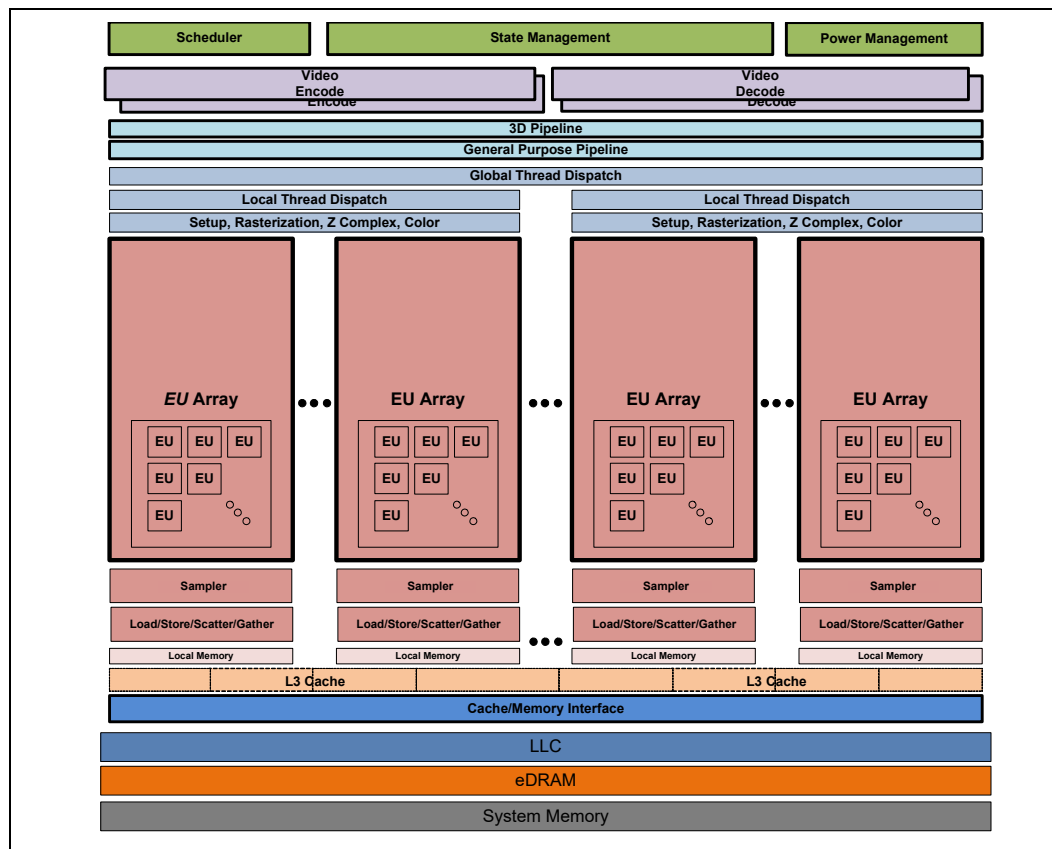 Scheduler State Management Power Management
Video Video
Encode Decode
Encode Decode
3D Pipeline
General Purpose Pipeline
Global Thread Dispatch
Local Thread Dispatch Local Thread Dispatch
Setup, Rasterization, Z Complex, Color Setup, Rasterization, Z Complex, Color
EU Array EU Array EU Array EU Array
EU EU EU EU EU EU EU EU EU EU EU EU
EU EU EU EU EU EU EU EU
EU EU EU EU
Sampler Sampler Sampler Sampler
Load/Store/Scatter/Gather Load/Store/Scatter/Gather Load/Store/Scatter/Gather Load/Store/Scatter/Gather
Local Memory Local Memory Local Memory Local Memory
L3 Cache L3 Cache
Cache/Memory Interface
LLC
eDRAM
System Memory